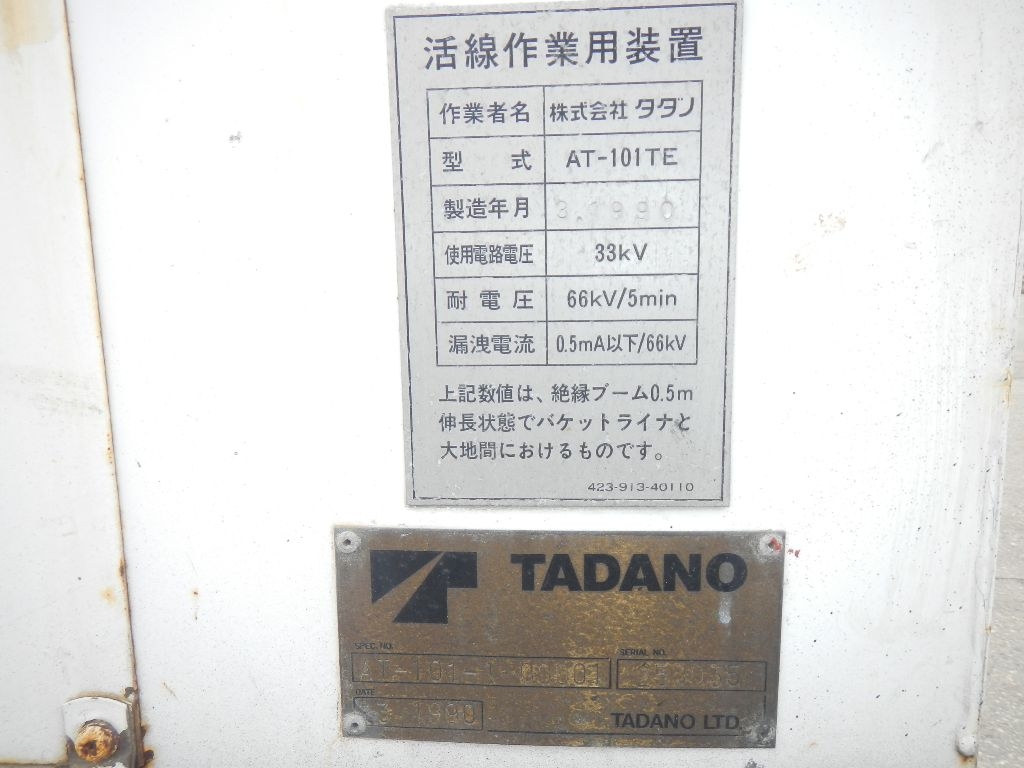 活線作業用装置
作業者名 株式会社 タダノ
型 式 AT-101TE
製造年月 3.1990
使用電路電圧 33kV
耐電圧 66kV/5min
漏洩電流 0.5mA以下/66kV
上記数値は、絶縁ブーム0.5m
伸長状態でバケットライナと
大地間におけるものです。
423-913-40110
TADANO
SPEC. NO. SERIAL NO.
AT-101-1
DATE
3 1990 TADANO LTD.